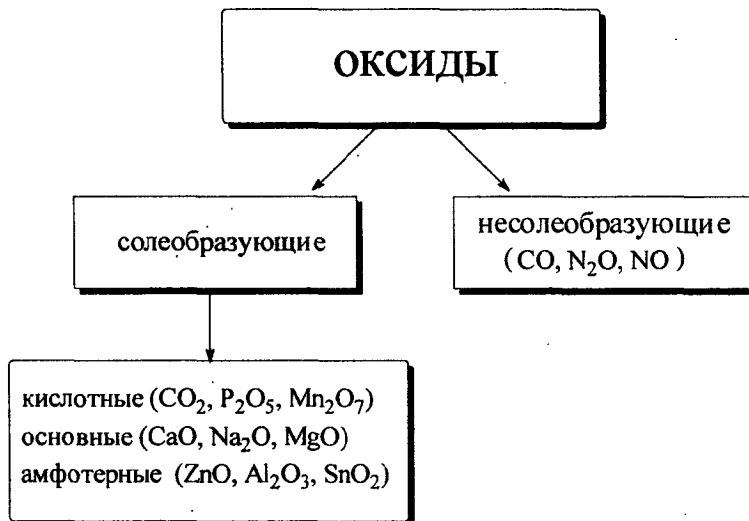 ОКСИДЫ
солеобразующие
несолеобразующие
(CO, N₂O, NO)
кислотные (CO₂, P₂O₅, Mn₂O₇)
основные (CaO, Na₂O, MgO)
амфотерные (ZnO, Al₂O₃, SnO₂)